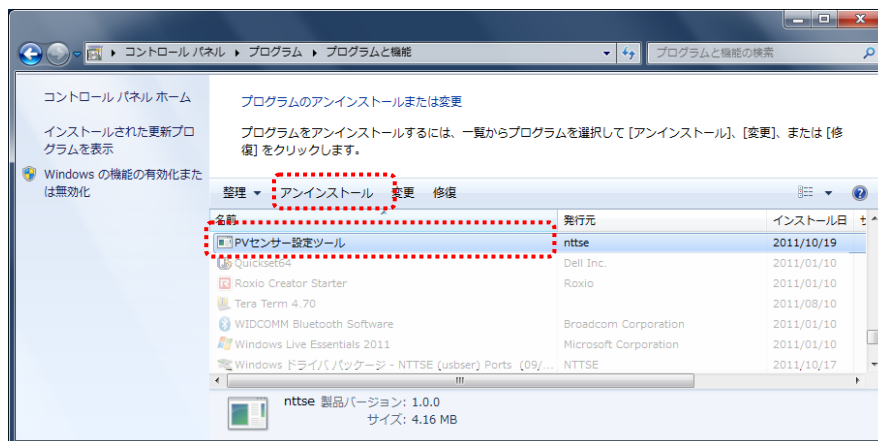 コントロール パネル ▸ プログラム ▸ プログラムと機能
プログラムと機能の検索
コントロール パネル ホーム
インストールされた更新プロ
グラムを表示
Windows の機能の有効化また
は無効化
プログラムのアンインストールまたは変更
プログラムをアンインストールするには、一覧からプログラムを選択して [アンインストール]、[変更]、または [修
復] をクリックします。
整理 アンインストール 変更 修復
名前 発行元 インストール日
PVセンサー設定ツール nttse 2011/10/19
Quickset64 Dell Inc. 2011/01/10
Roxio Creator Starter Roxio 2011/01/10
Tera Term 4.70 2011/08/10
WIDCOMM Bluetooth Software Broadcom Corporation 2011/01/10
Windows Live Essentials 2011 Microsoft Corporation 2011/01/10
Windows ドライバ パッケージ - NTTSE (usbser) Ports (09/... NTTSE 2011/10/17
nttse 製品バージョン: 1.0.0
サイズ: 4.16 MB